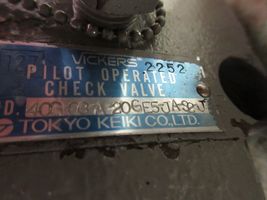 VICKERS 2252
PILOT OPERATED
CHECK VALVE
TOKYO KEIKI CO.LTD.